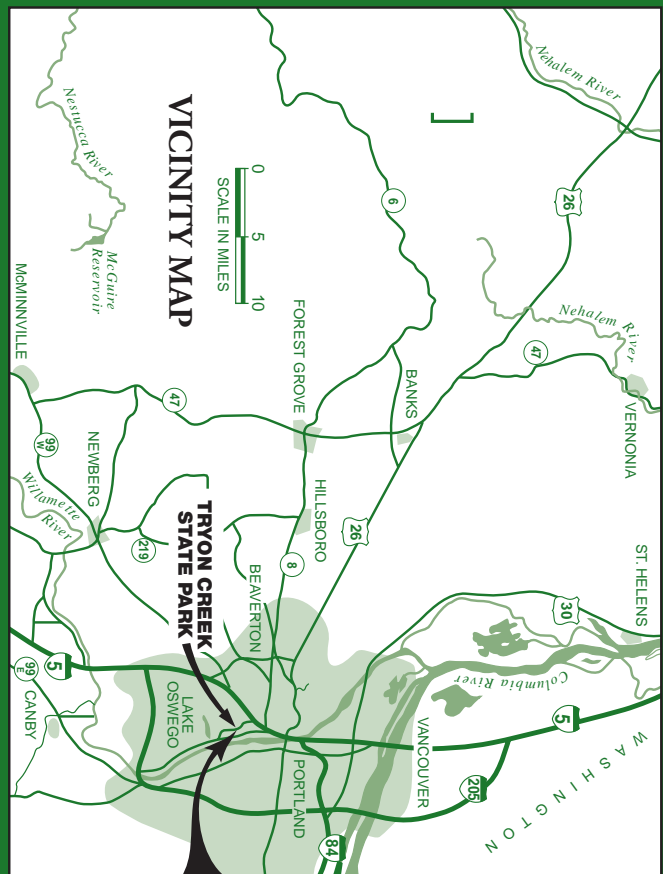 VICINITY MAP
SCALE IN MILES
0 5 10
Nehalem River
26
6
Nestucca River
McGuire
Reservoir
Nehalem River
47
VERNONIA
BANKS
FOREST GROVE
McMINNVILLE
47
99
W
NEWBERG
Willamette
River
219
HILLSBORO
26
8
BEAVERTON
TRYON CREEK
STATE PARK
ST. HELENS
30
Columbia River
5
WASHINGTON
VANCOUVER
205
PORTLAND
84
LAKE
OSWEGO
5
99
E
CANBY